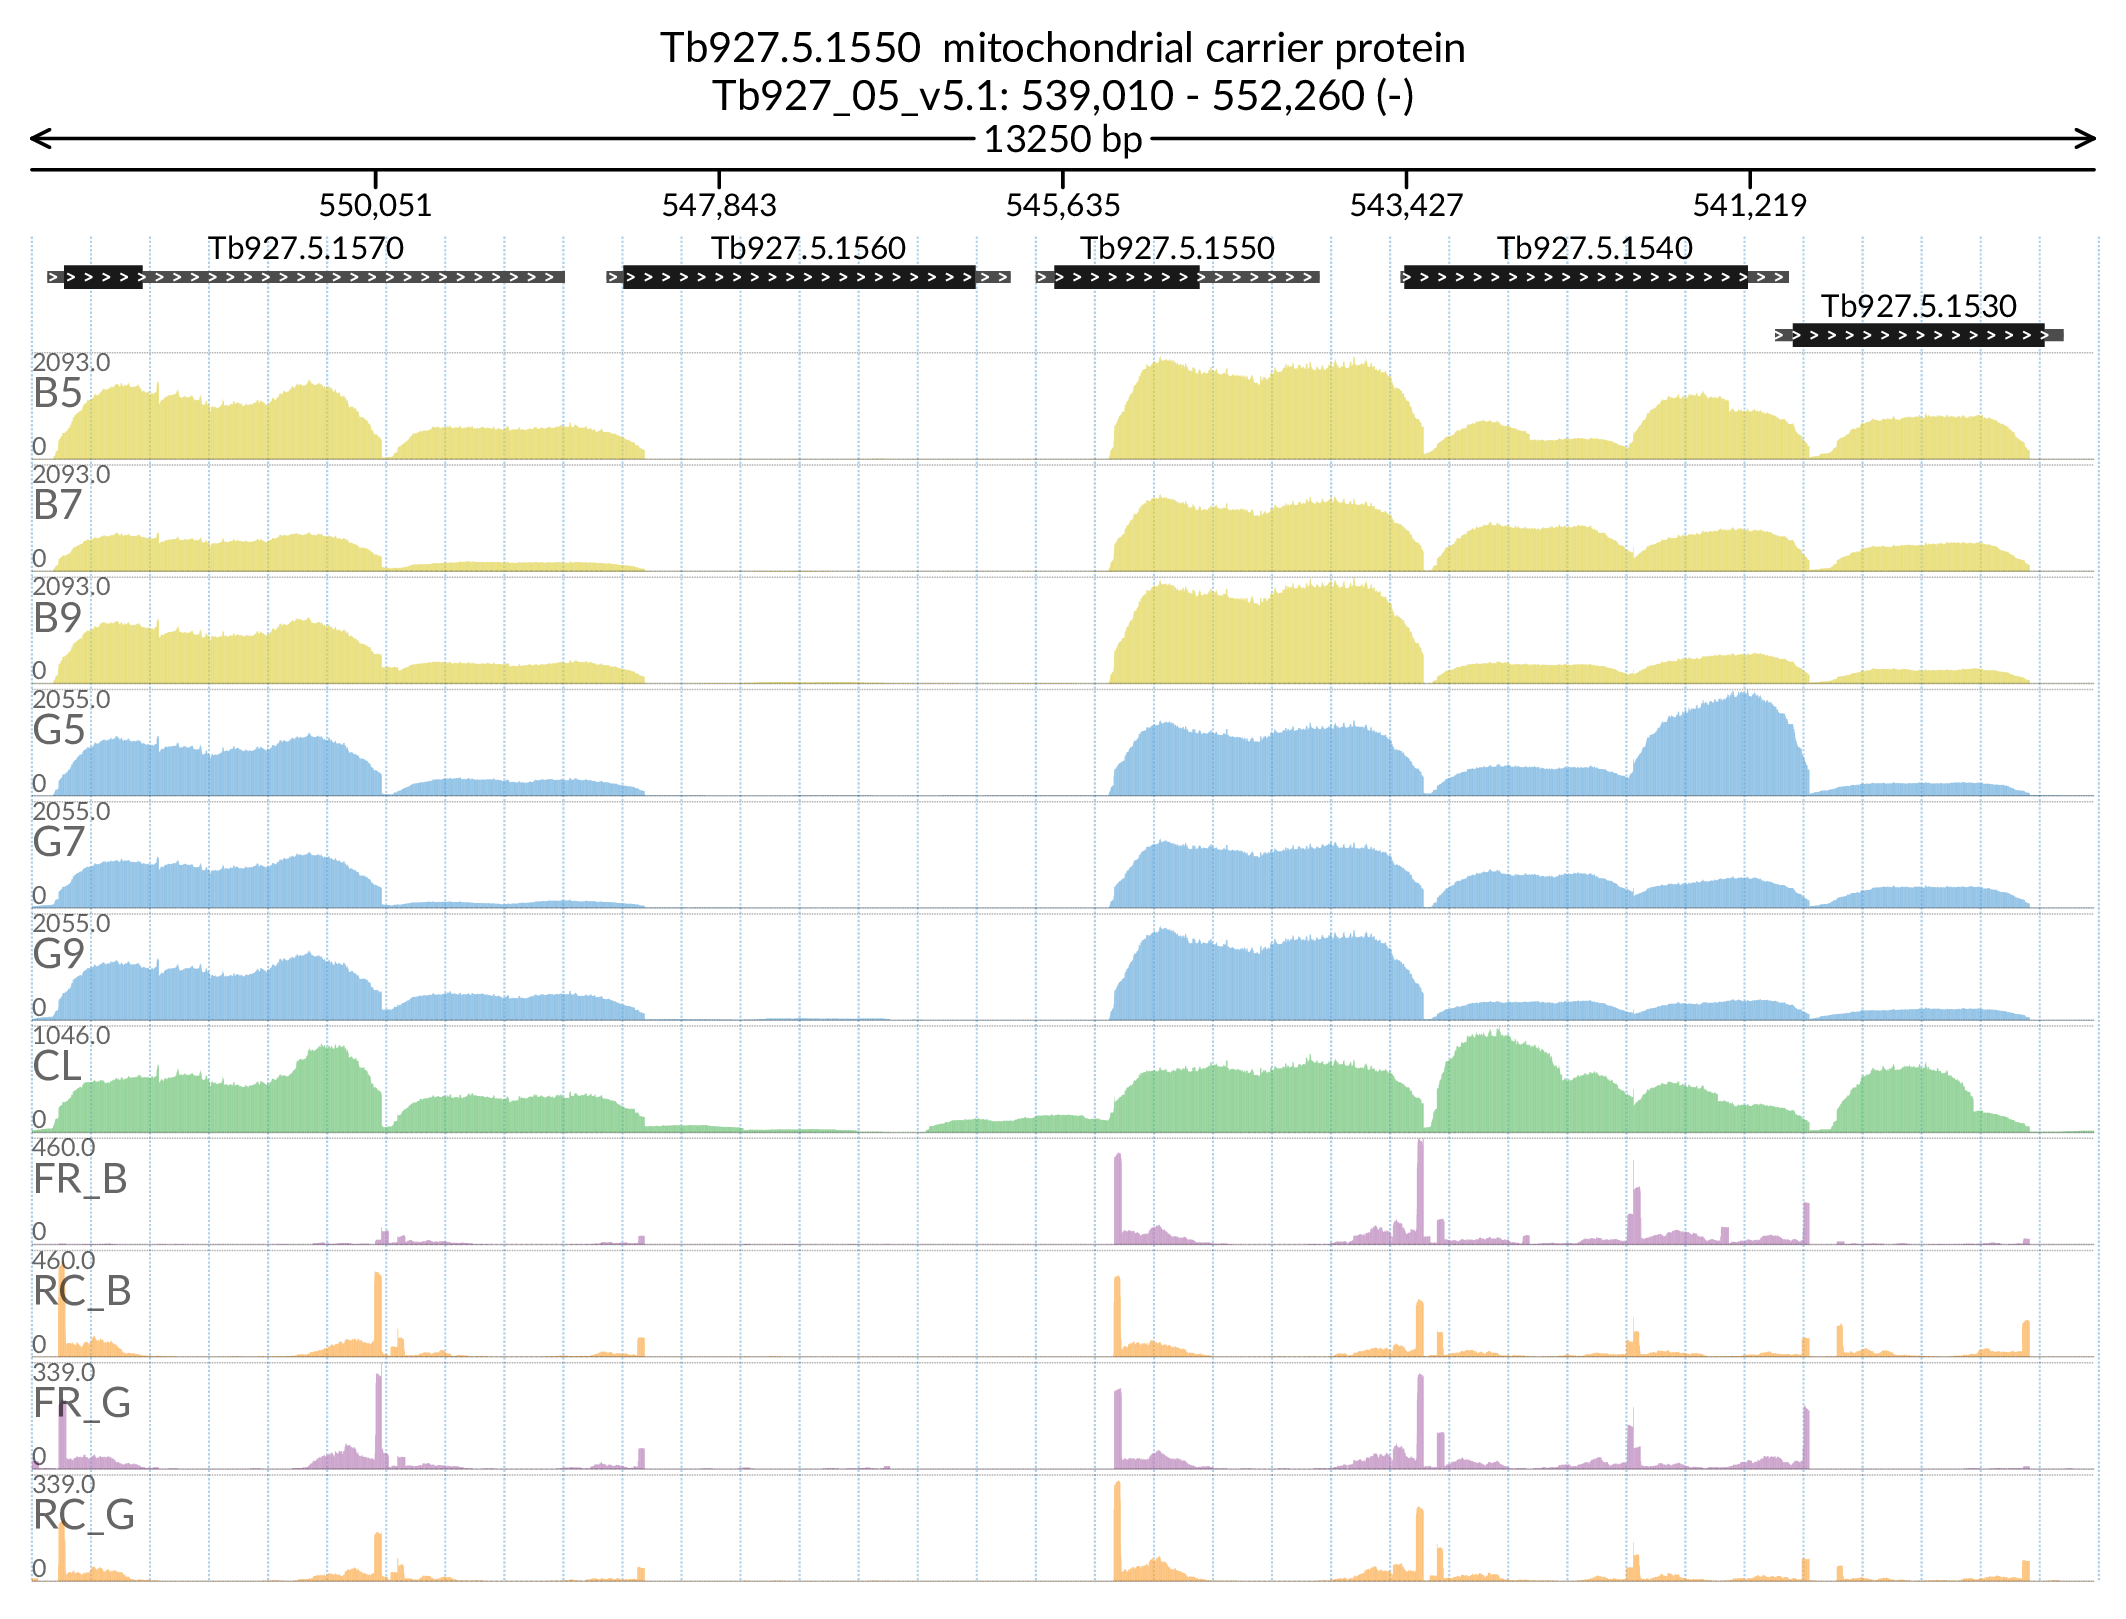 Tb927.5.1550  mitochondrial carrier protein
Tb927_05_v5.1: 539,010 - 552,260 (-)
13250 bp
550,051 547,843 545,635 543,427 541,219
Tb927.5.1570 Tb927.5.1560 Tb927.5.1550 Tb927.5.1540
Tb927.5.1530
2093.0
B5
0
2093.0
B7
0
2093.0
B9
0
2055.0
G5
0
2055.0
G7
0
2055.0
G9
0
1046.0
CL
0
460.0
FR_B
0
460.0
RC_B
0
339.0
FR_G
0
339.0
RC_G
0